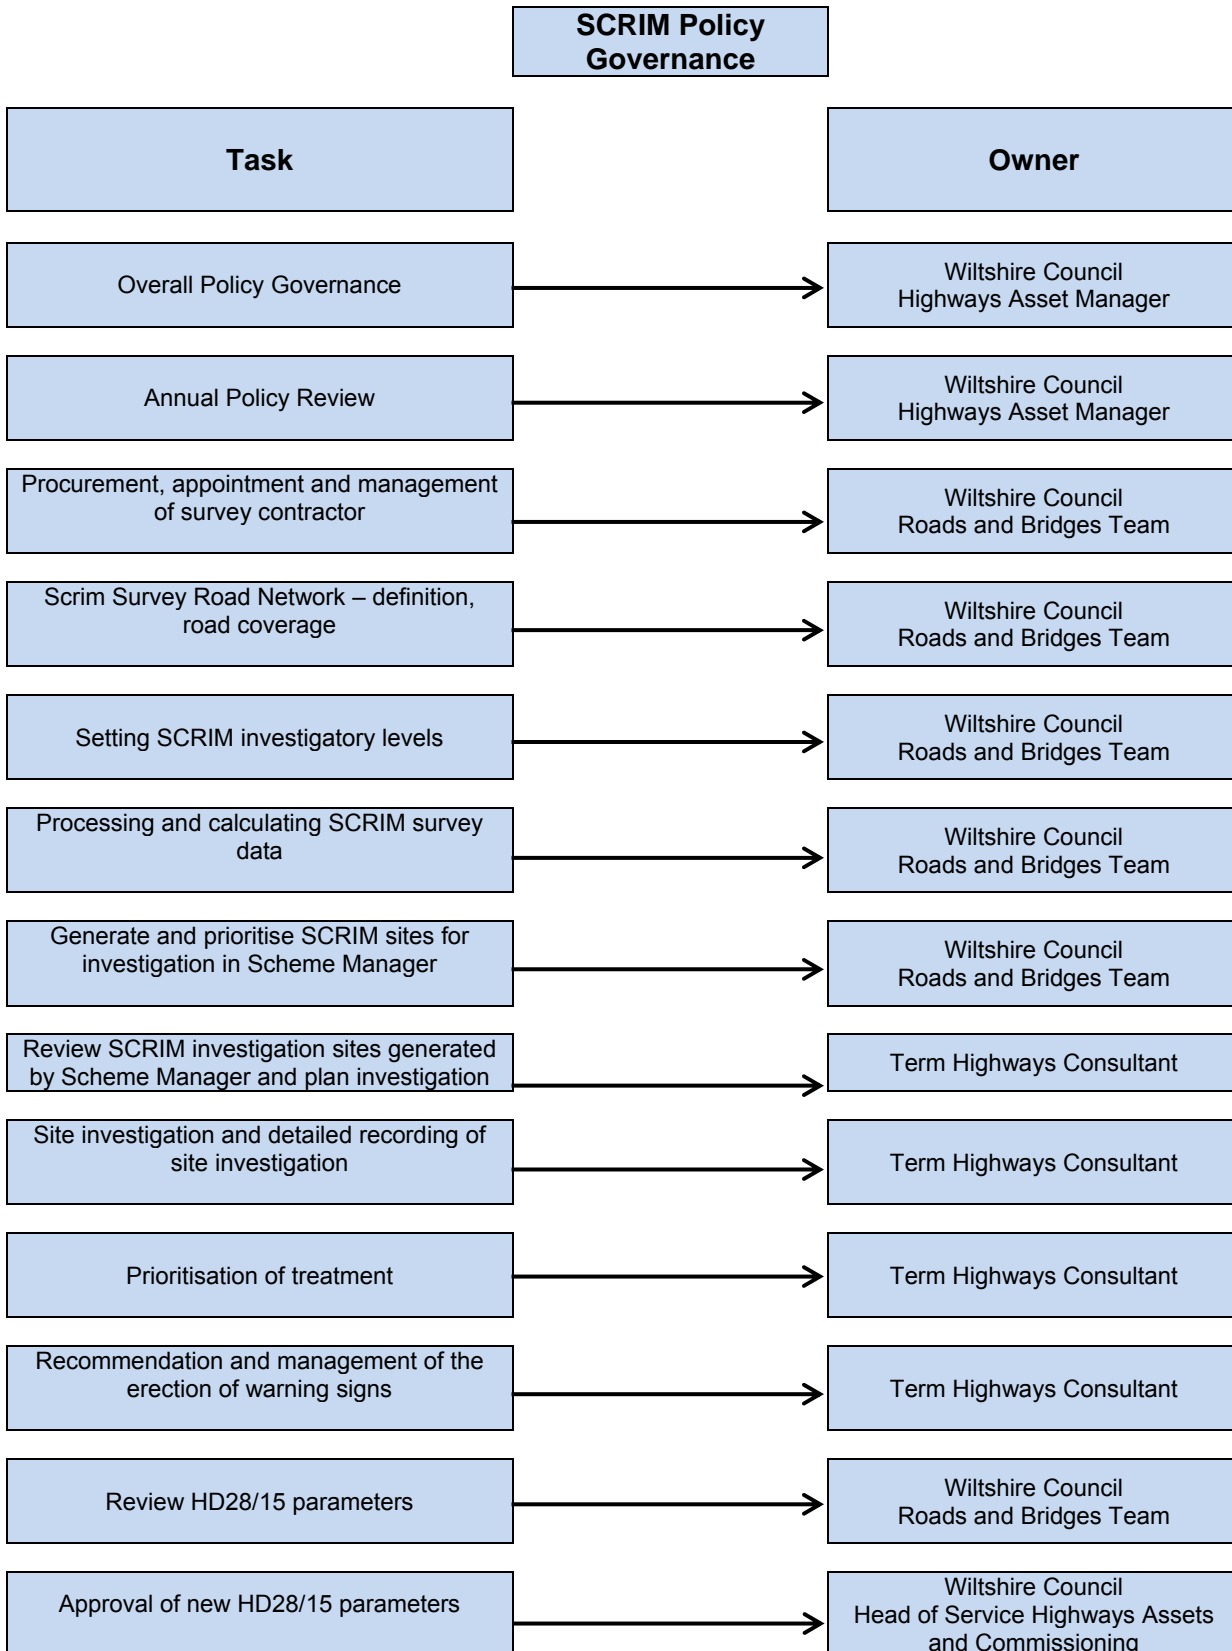 SCRIM Policy
Governance
Task
Owner
Overall Policy Governance
Wiltshire Council
Highways Asset Manager
Annual Policy Review
Wiltshire Council
Highways Asset Manager
Procurement, appointment and management
of survey contractor
Wiltshire Council
Roads and Bridges Team
Scrim Survey Road Network – definition,
road coverage
Wiltshire Council
Roads and Bridges Team
Setting SCRIM investigatory levels
Wiltshire Council
Roads and Bridges Team
Processing and calculating SCRIM survey
data
Wiltshire Council
Roads and Bridges Team
Generate and prioritise SCRIM sites for
investigation in Scheme Manager
Wiltshire Council
Roads and Bridges Team
Review SCRIM investigation sites generated
by Scheme Manager and plan investigation
Term Highways Consultant
Site investigation and detailed recording of
site investigation
Term Highways Consultant
Prioritisation of treatment
Term Highways Consultant
Recommendation and management of the
erection of warning signs
Term Highways Consultant
Review HD28/15 parameters
Wiltshire Council
Roads and Bridges Team
Approval of new HD28/15 parameters
Wiltshire Council
Head of Service Highways Assets
and Commissioning